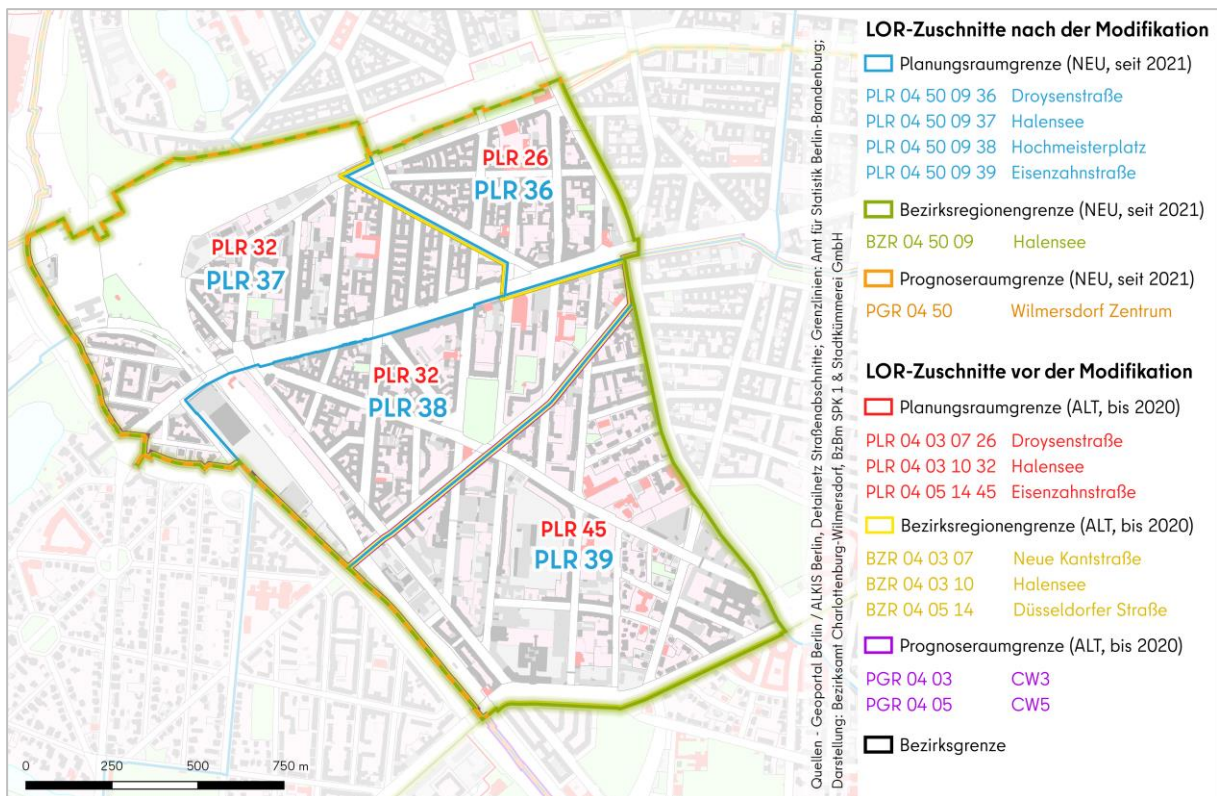 PLR 26
PLR 36
PLR 32
PLR 37
PLR 32
PLR 38
PLR 45
PLR 39
0 250 500 750 m
Quellen - Geoportal Berlin / ALKIS Berlin, Detailnetz Straßenabschnitte; Grenzlinien: Amt für Statistik Berlin-Brandenburg;
Darstellung: Bezirksamt Charlottenburg-Wilmersdorf, BzBm SPK 1 & Stadtkümmerei GmbH
LOR-Zuschnitte nach der Modifikation
Planungsraumgrenze (NEU, seit 2021)
PLR 04 50 09 36 Droysenstraße
PLR 04 50 09 37 Halensee
PLR 04 50 09 38 Hochmeisterplatz
PLR 04 50 09 39 Eisenzahnstraße
Bezirksregionengrenze (NEU, seit 2021)
BZR 04 50 09 Halensee
Prognoseraumgrenze (NEU, seit 2021)
PGR 04 50 Wilmersdorf Zentrum
LOR-Zuschnitte vor der Modifikation
Planungsraumgrenze (ALT, bis 2020)
PLR 04 03 07 26 Droysenstraße
PLR 04 03 10 32 Halensee
PLR 04 05 14 45 Eisenzahnstraße
Bezirksregionengrenze (ALT, bis 2020)
BZR 04 03 07 Neue Kantstraße
BZR 04 03 10 Halensee
BZR 04 05 14 Düsseldorfer Straße
Prognoseraumgrenze (ALT, bis 2020)
PGR 04 03 CW3
PGR 04 05 CW5
Bezirksgrenze